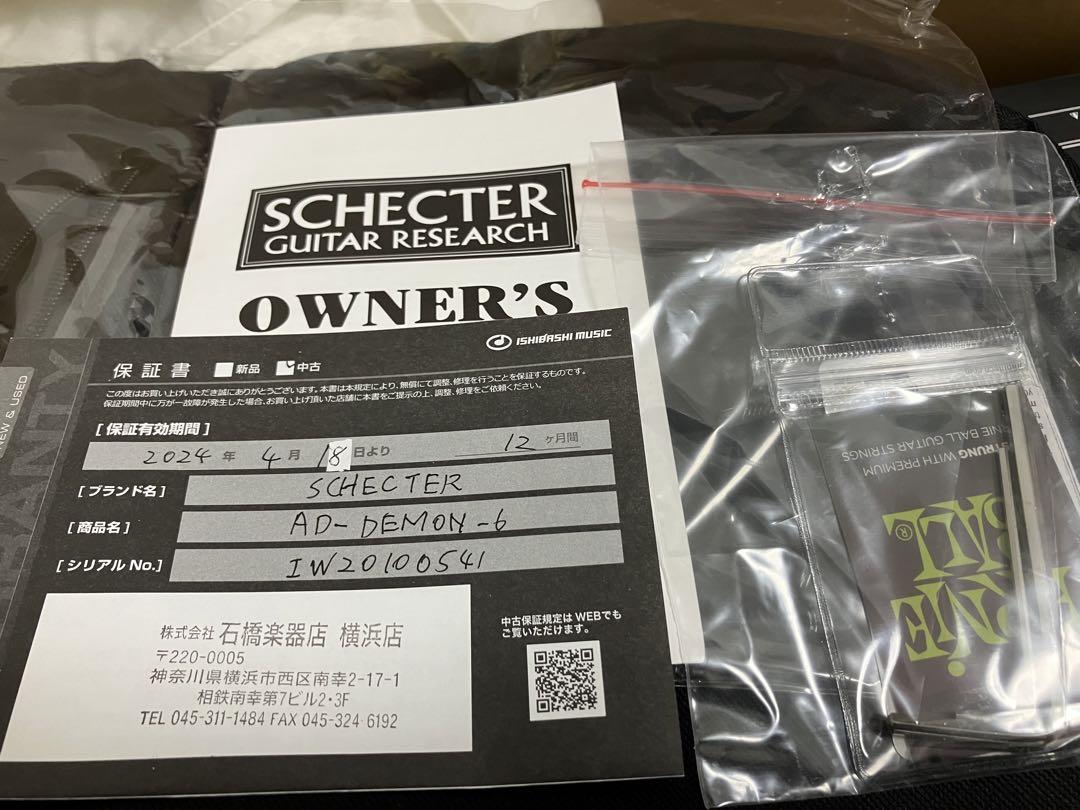 SCHECTER
GUITAR RESEARCH
OWNER'S
ISHIBASHI MUSIC
保証書 新品 中古
この度はお買い上げいただき誠にありがとうございます。本書は本規定により、無償にて調整、修理を行うことを保証するものです。
保証期間中に万が一故障が発生した場合、お買い上げ頂いた店舗に本書をご提示の上、調整、修理をご依頼ください。
[保証有効期間]
2024 年 4 月 18 日より 12 ヶ月間
[ブランド名] SCHECTER
[商品名] AD-DEMON-6
[シリアル No.] IW20100541
株式会社 石橋楽器店 横浜店
〒220-0005
神奈川県横浜市西区南幸2-17-1
相鉄南幸第7ビル2・3F
TEL 045-311-1484 FAX 045-324 6192
中古保証規定は WEBでも
ご覧いただけます。
NEW & USED
STRUNG WITH PREMIUM
ERNIE BALL GUITAR STRINGS
ERNIE
BALL®